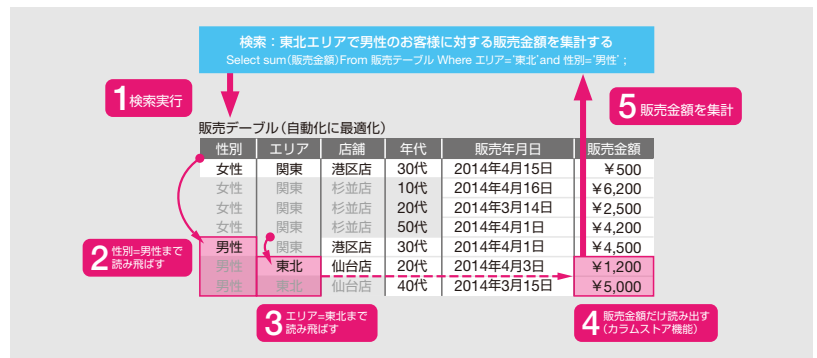 検索：東北エリアで男性のお客様に対する販売金額を集計する
Select sum（販売金額）From 販売テーブル Where エリア='東北'and 性別='男性'；
1 検索実行
5 販売金額を集計
販売テーブル（自動化に最適化）
性別 エリア 店舗 年代 販売年月日 販売金額
女性 関東 港区店 30代 2014年4月15日 ￥500
女性 関東 杉並店 10代 2014年4月16日 ￥6,200
女性 関東 杉並店 20代 2014年3月14日 ￥2,500
女性 関東 杉並店 50代 2014年4月1日 ￥4,200
男性 関東 港区店 30代 2014年4月1日 ￥4,500
男性 東北 仙台店 20代 2014年4月3日 ￥1,200
男性 東北 仙台店 40代 2014年3月15日 ￥5,000
2 性別=男性まで
読み飛ばす
3 エリア=東北まで
読み飛ばす
4 販売金額だけ読み出す
（カラムストア機能）